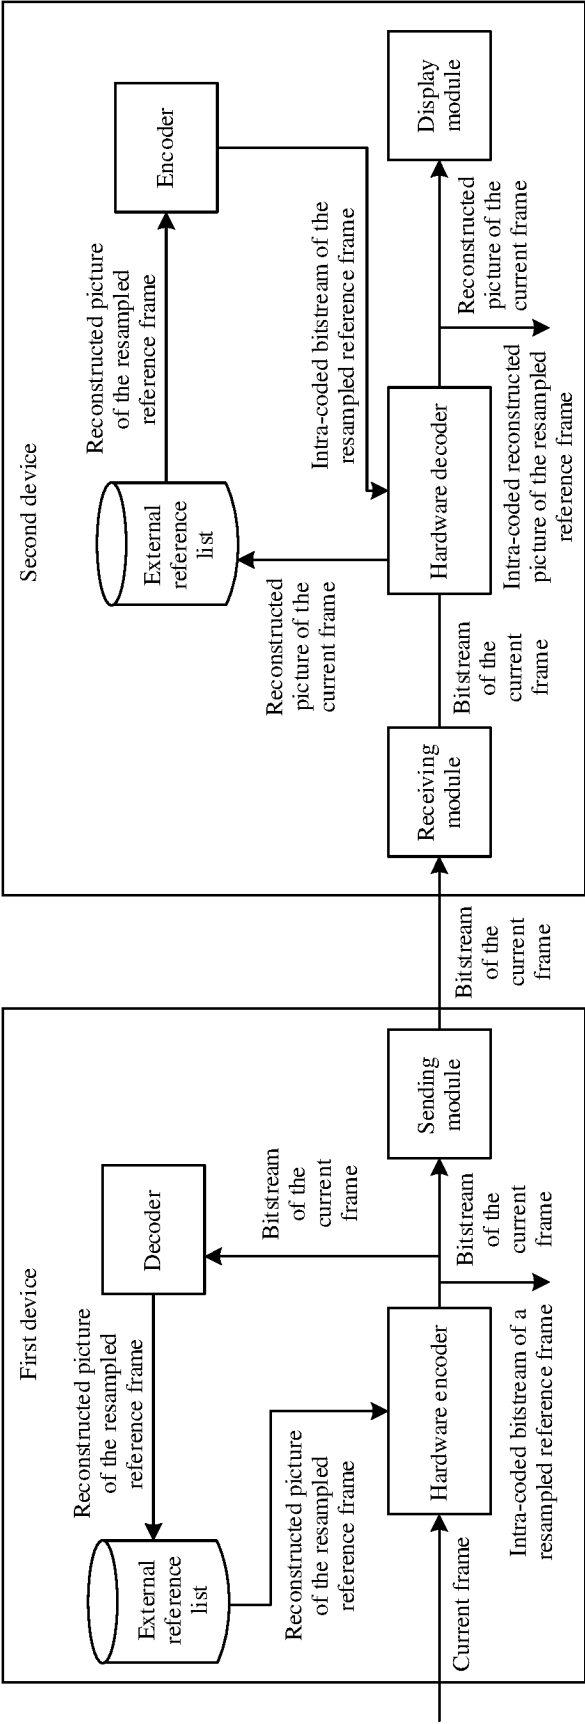 First device
External
reference
list
Reconstructed picture
of the resampled
reference frame
Decoder
Reconstructed picture
of the resampled
reference frame
Bitstream
of the
current
frame
Current frame
Hardware encoder
Intra-coded bitstream of a
resampled reference frame
Bitstream
of the
current
frame
Sending
module
Bitstream
of the
current
frame
Second device
External
reference
list
Reconstructed picture
of the resampled
reference frame
Encoder
Reconstructed
picture of the
current frame
Intra-coded bitstream of the
resampled reference frame
Receiving
module
Bitstream
of the
current
frame
Hardware decoder
Intra-coded reconstructed
picture of the resampled
reference frame
Reconstructed
picture of the
current frame
Display
module